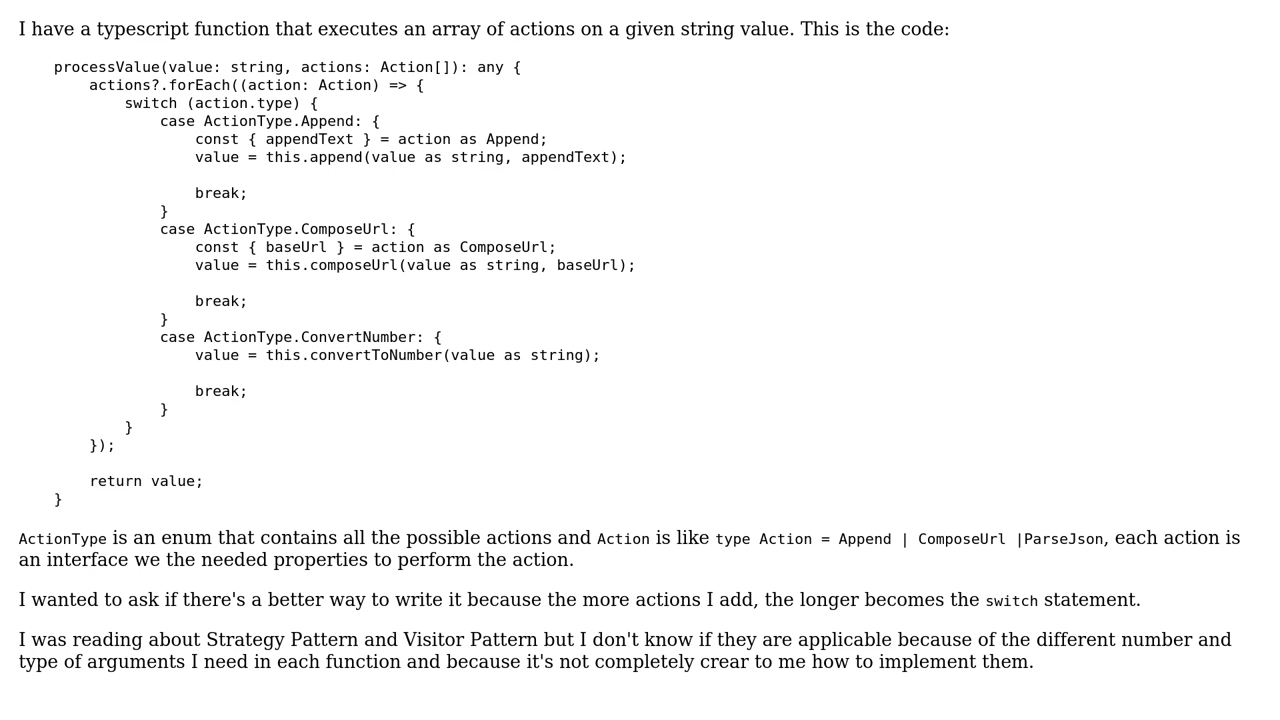 I have a typescript function that executes an array of actions on a given string value. This is the code:
processValue(value: string, actions: Action[]): any {
actions?.forEach((action: Action) => {
switch (action.type) {
case ActionType.Append: {
const { appendText } = action as Append;
value = this.append(value as string, appendText);
break;
}
case ActionType.ComposeUrl: {
const { baseUrl } = action as ComposeUrl;
value = this.composeUrl(value as string, baseUrl);
break;
}
case ActionType.ConvertNumber: {
value = this.convertToNumber(value as string);
break;
}
}
});
return value;
}
ActionType is an enum that contains all the possible actions and Action is like type Action = Append | ComposeUrl |ParseJson, each action is
an interface we the needed properties to perform the action.
I wanted to ask if there's a better way to write it because the more actions I add, the longer becomes the switch statement.
I was reading about Strategy Pattern and Visitor Pattern but I don't know if they are applicable because of the different number and
type of arguments I need in each function and because it's not completely crear to me how to implement them.